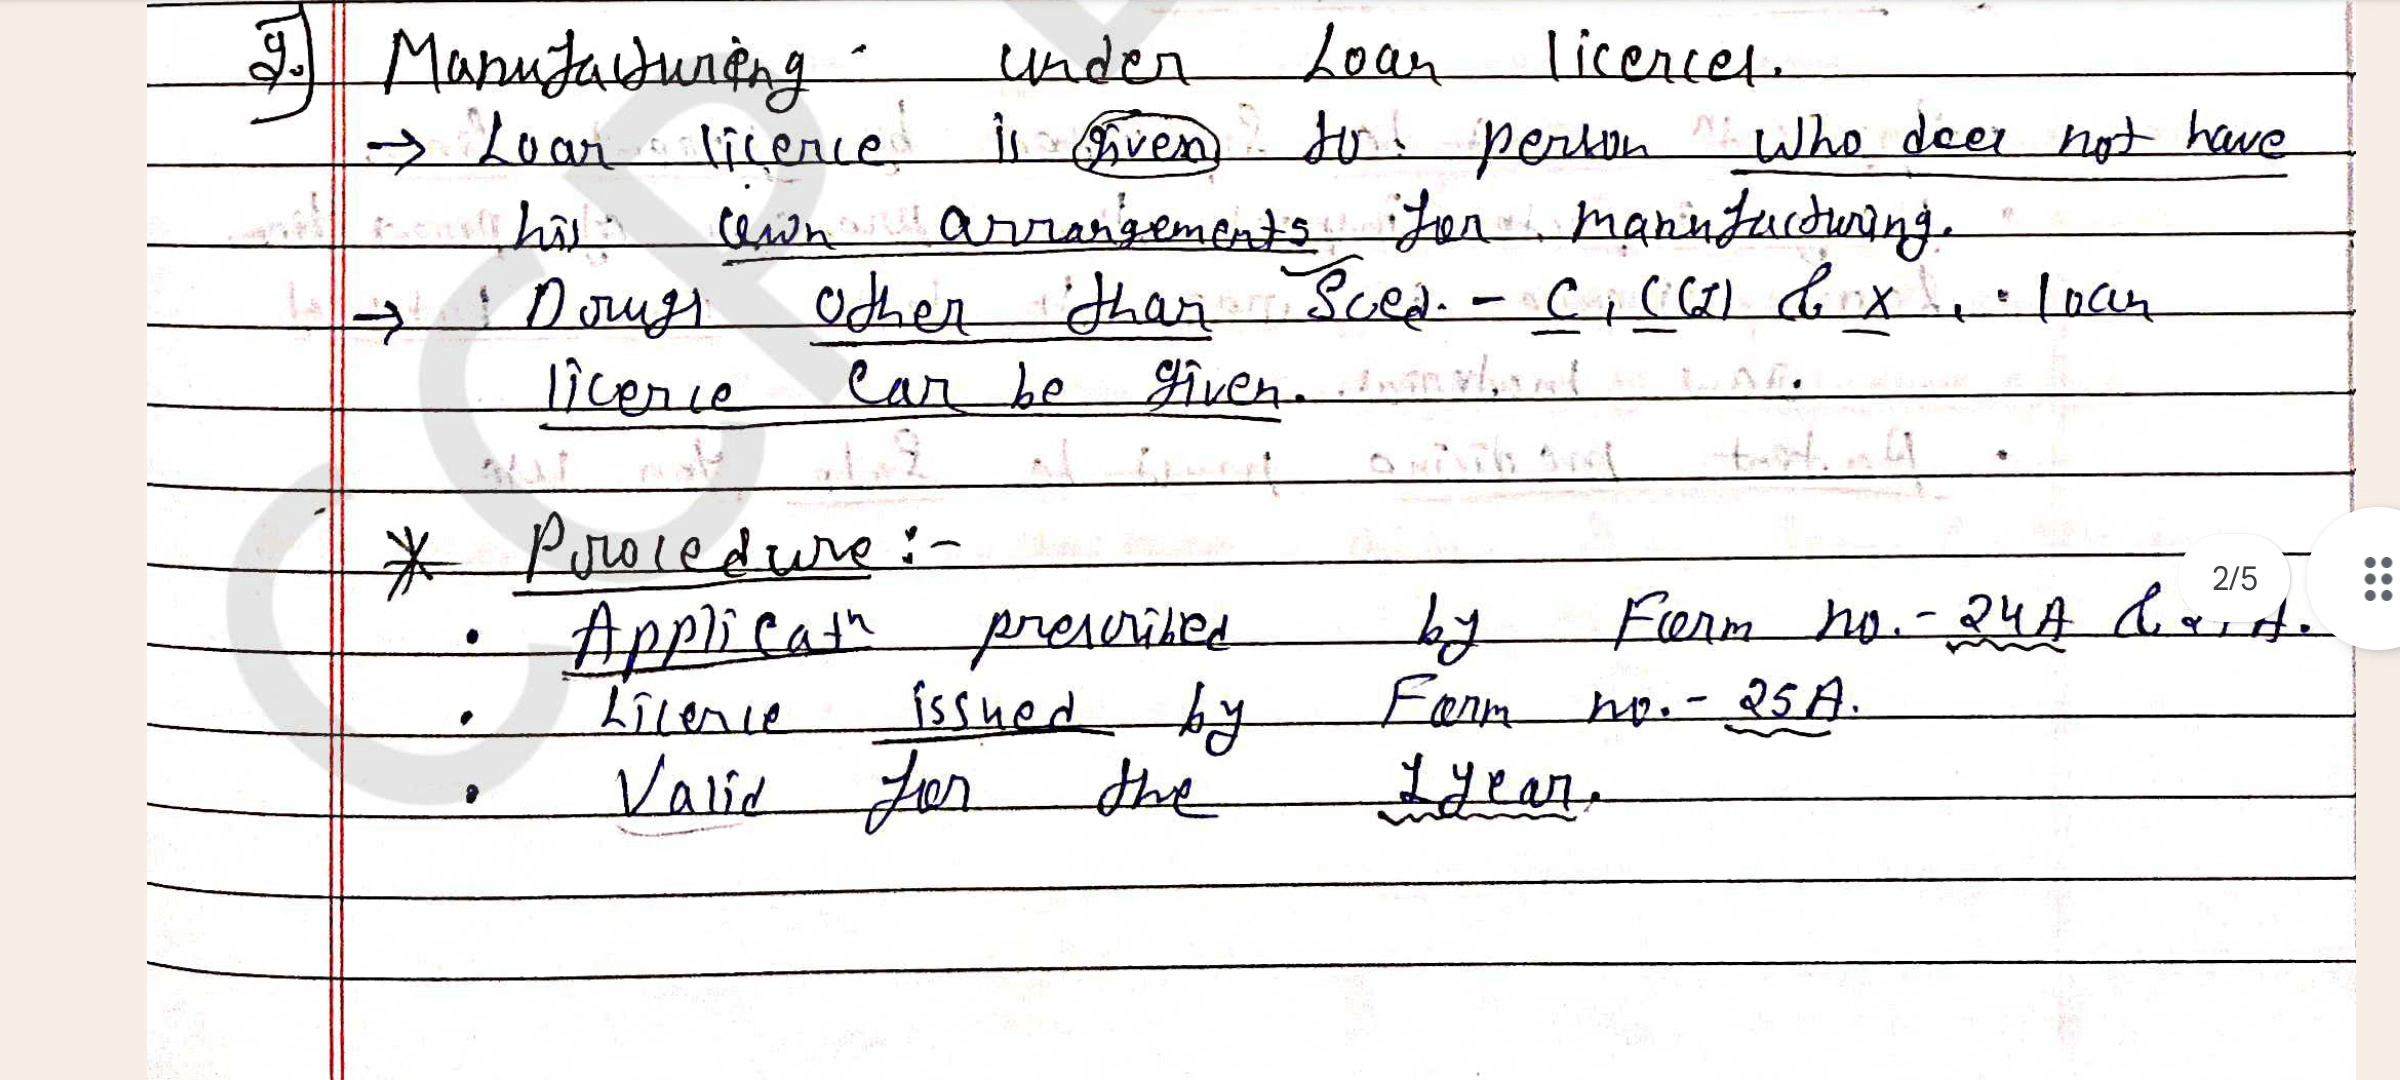 2.] Manufacturing - under Loan licences.
→ Loan licence is given to person who does not have
his own arrangements for manufacturing.
→ Drugs other than Sced. - C, C(1) & X, loan
licence can be given.
* Procedure :-
• Applicatn prescribed by Form no. - 24A &
2/5
• Licence issued by Form no. - 25A.
• Valid for the 1 year.